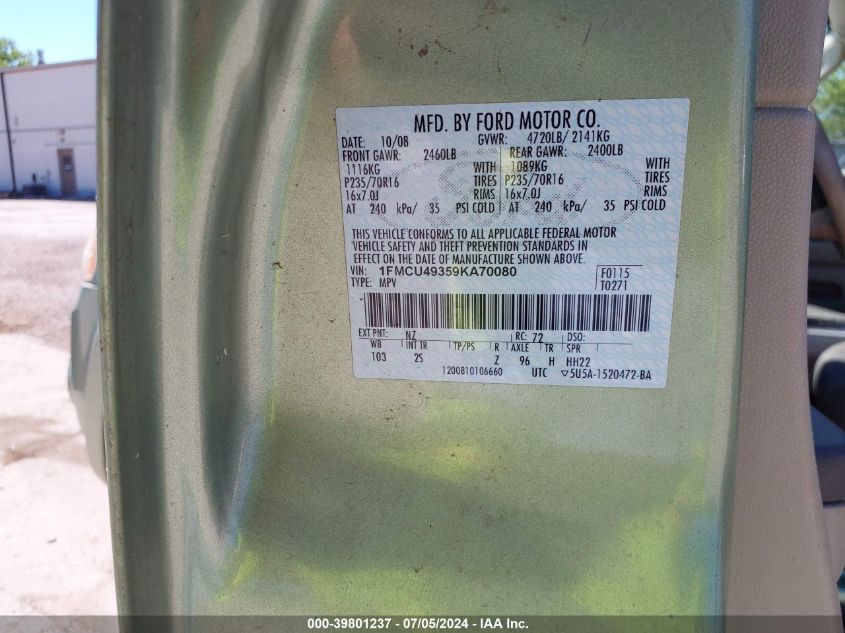 MFD. BY FORD MOTOR CO.
DATE: 10/08 GVWR: 4720LB/ 2141KG
FRONT GAWR: 2460LB REAR GAWR: 2400LB
1116KG WITH 1089KG WITH
P235/70R16 TIRES P235/70R16 TIRES
16x7.0J RIMS 16x7.0J RIMS
AT 240 kPa/ 35 PSI COLD AT 240 kPa/ 35 PSI COLD
THIS VEHICLE CONFORMS TO ALL APPLICABLE FEDERAL MOTOR
VEHICLE SAFETY AND THEFT PREVENTION STANDARDS IN
EFFECT ON THE DATE OF MANUFACTURE SHOWN ABOVE.
VIN: 1FMCU49359KA70080 F0115
TYPE: MPV T0271
EXT PNT: NZ RC: 72 DSO:
WB INT TR TP/PS R AXLE TR SPR
103 2S Z 96 H HH22
1200810106660 UTC ▽5U5A-1520472-BA
000-39801237 - 07/05/2024 - IAA Inc.